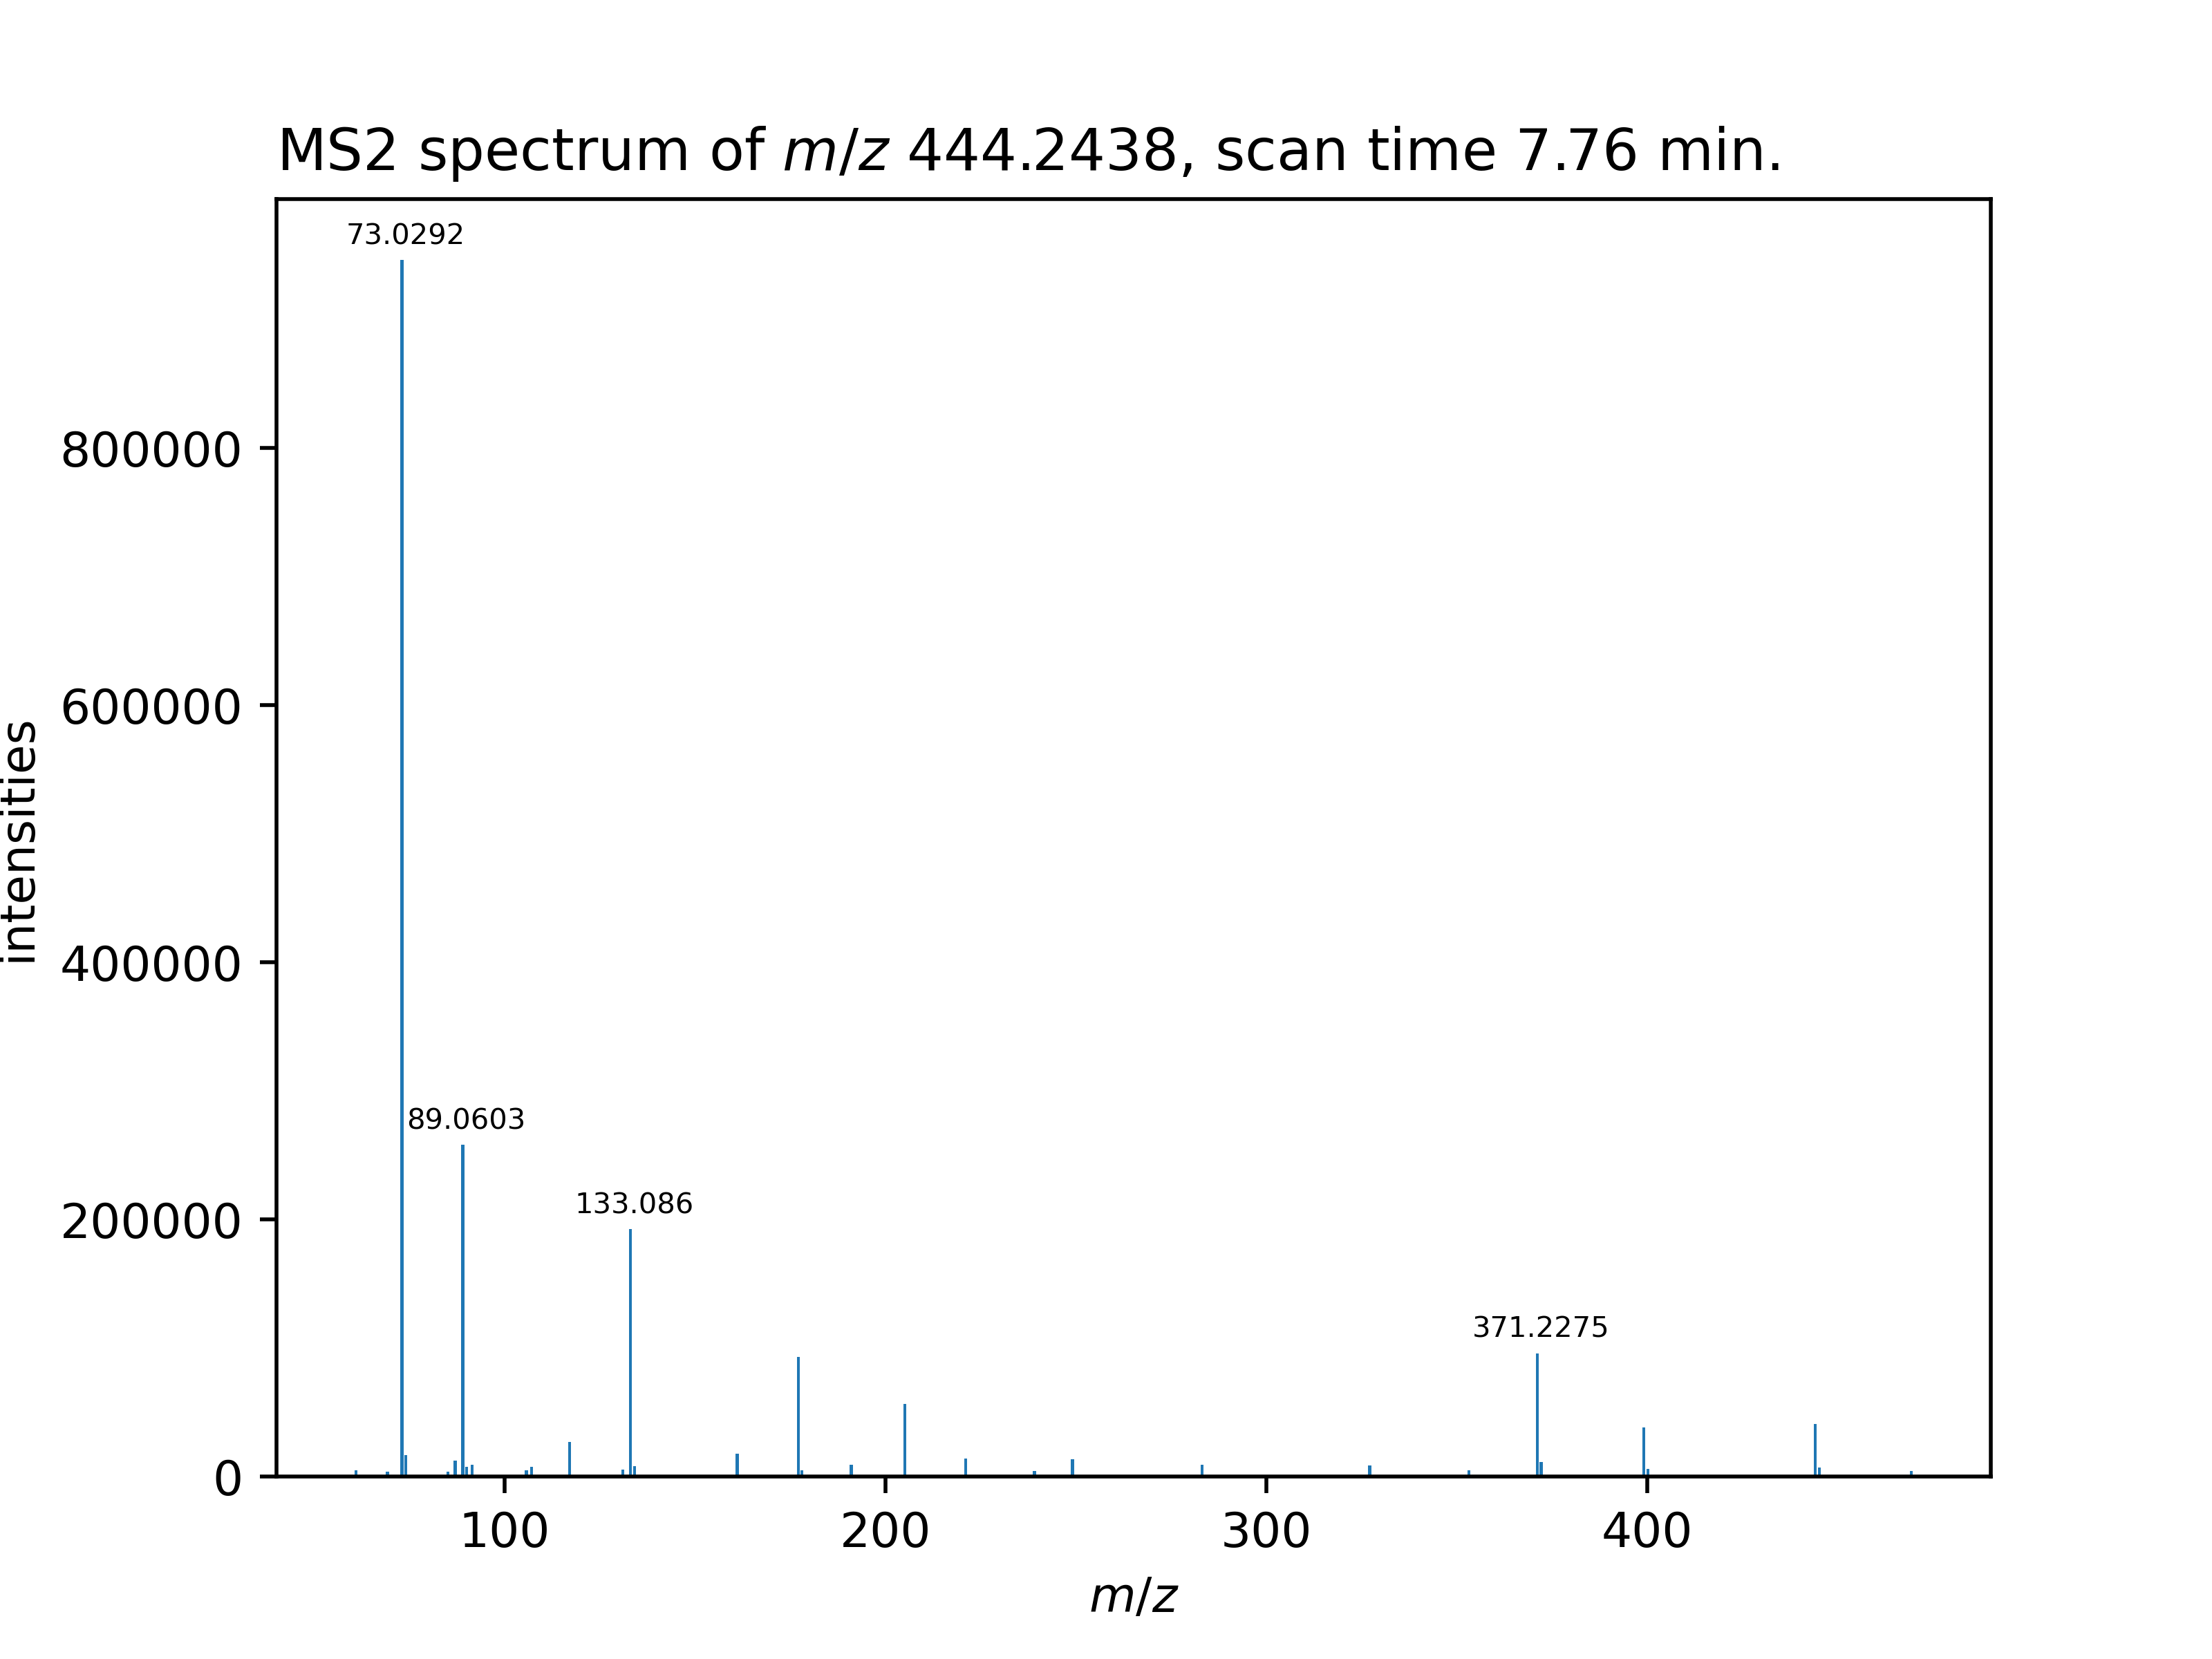 MS2 spectrum of m/z 444.2438, scan time 7.76 min.
73.0292
800000
600000
intensities
400000
89.0603
133.086
200000
371.2275
0
100 200 300 400
m/z